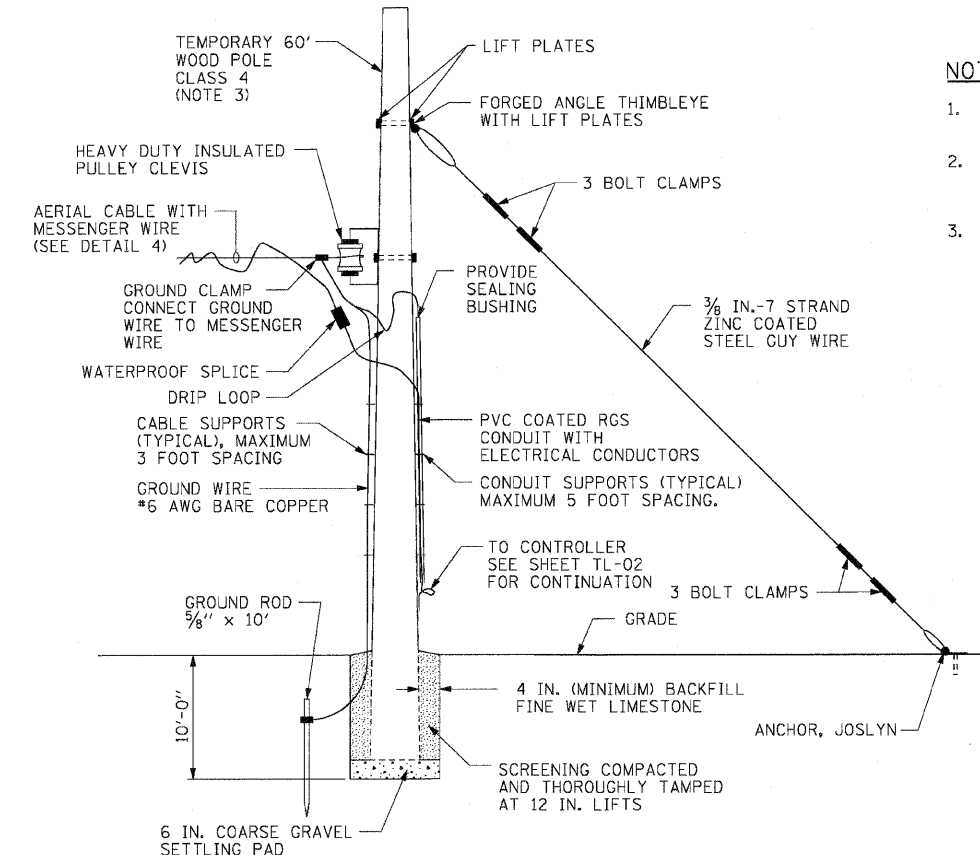 TEMPORARY 60'
WOOD POLE
CLASS 4
(NOTE 3)
LIFT PLATES
FORGED ANGLE THIMBLEYE
WITH LIFT PLATES
HEAVY DUTY INSULATED
PULLEY CLEVIS
3 BOLT CLAMPS
AERIAL CABLE WITH
MESSENGER WIRE
(SEE DETAIL 4)
GROUND CLAMP
CONNECT GROUND
WIRE TO MESSENGER
WIRE
PROVIDE
SEALING
BUSHING
3/8 IN.-7 STRAND
ZINC COATED
STEEL GUY WIRE
WATERPROOF SPLICE
DRIP LOOP
CABLE SUPPORTS
(TYPICAL), MAXIMUM
3 FOOT SPACING
PVC COATED RGS
CONDUIT WITH
ELECTRICAL CONDUCTORS
GROUND WIRE
#6 AWG BARE COPPER
CONDUIT SUPPORTS (TYPICAL)
MAXIMUM 5 FOOT SPACING.
TO CONTROLLER
SEE SHEET TL-02
FOR CONTINUATION
3 BOLT CLAMPS
GROUND ROD
5/8" x 10'
GRADE
10'-0"
4 IN. (MINIMUM) BACKFILL
FINE WET LIMESTONE
ANCHOR, JOSLYN
SCREENING COMPACTED
AND THOROUGHLY TAMPED
AT 12 IN. LIFTS
6 IN. COARSE GRAVEL
SETTLING PAD
1.
2.
3.